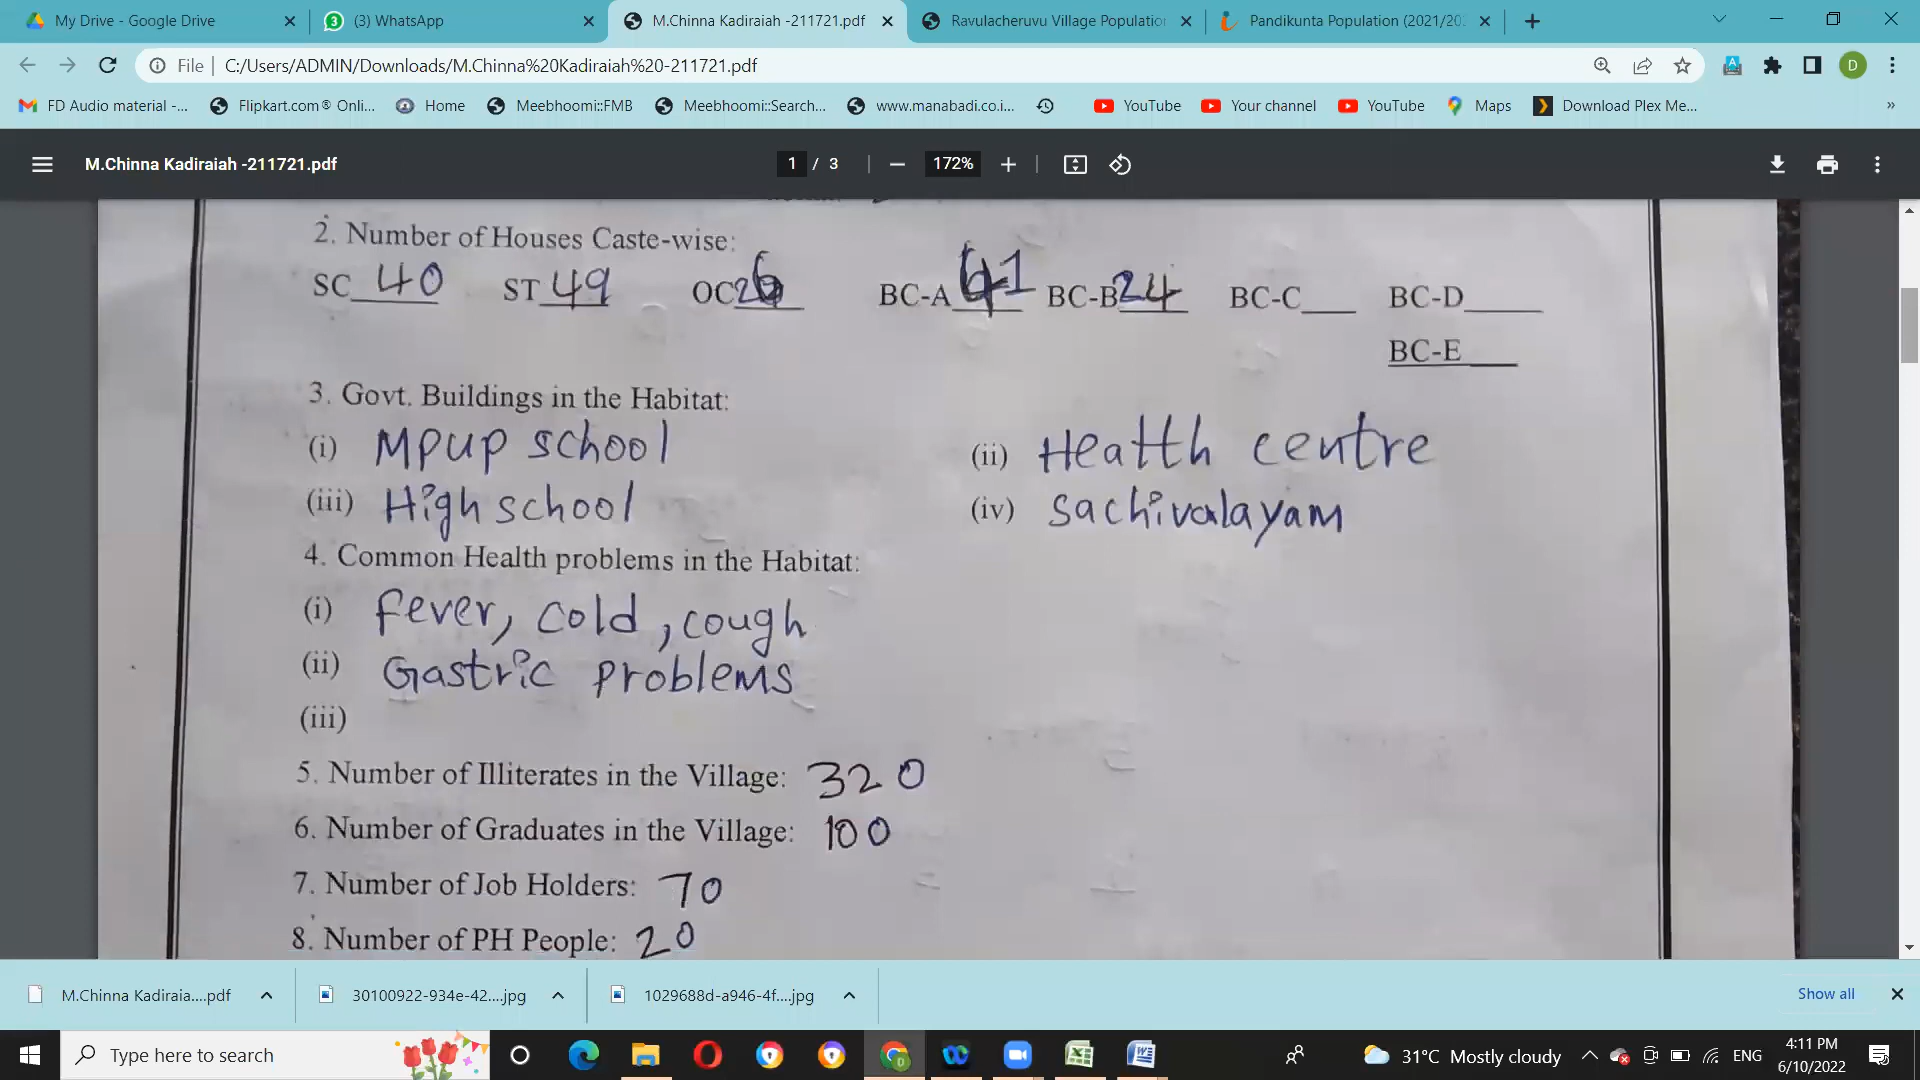 My Drive - Google Drive
(3) WhatsApp
M.Chinna Kadiraiah -211721.pdf
Ravulacheruvu Village Population
Pandikunta Population (2021/202
File C:/Users/ADMIN/Downloads/M.Chinna%20Kadiraiah%20-211721.pdf
D
FD Audio material -...
Flipkart.com® Onli...
Home
Meebhoomi::FMB
Meebhoomi::Search...
www.manabadi.co.i...
YouTube
Your channel
YouTube
Maps
Download Plex Me...
»
M.Chinna Kadiraiah -211721.pdf
1 / 3
172%
2. Number of Houses Caste-wise:
SC 40 ST 49 OC 26 BC-A 41 BC-B 24 BC-C___ BC-D____
BC-E___
3. Govt. Buildings in the Habitat:
(i) MPUP school (ii) Health centre
(iii) High school (iv) Sachivalayam
4. Common Health problems in the Habitat:
(i) Fever, cold, cough
(ii) Gastric problems
(iii)
5. Number of Illiterates in the Village: 320
6. Number of Graduates in the Village: 100
7. Number of Job Holders: 70
8. Number of PH People: 20
M.Chinna Kadiraia....pdf
30100922-934e-42....jpg
1029688d-a946-4f....jpg
Show all
Type here to search
31°C Mostly cloudy
ENG
4:11 PM
6/10/2022